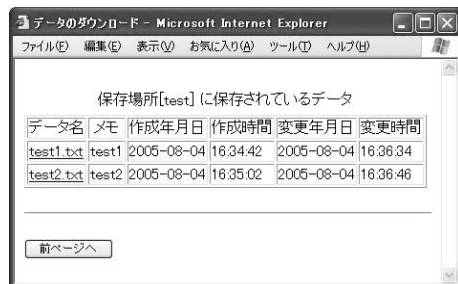 データのダウンロード - Microsoft Internet Explorer
ファイル(F) 編集(E) 表示(V) お気に入り(A) ツール(T) ヘルプ(H)
保存場所[test] に保存されているデータ
データ名 メモ 作成年月日 作成時間 変更年月日 変更時間
test1.txt test1 2005-08-04 16:34:42 2005-08-04 16:36:34
test2.txt test2 2005-08-04 16:35:02 2005-08-04 16:36:46
前ページへ